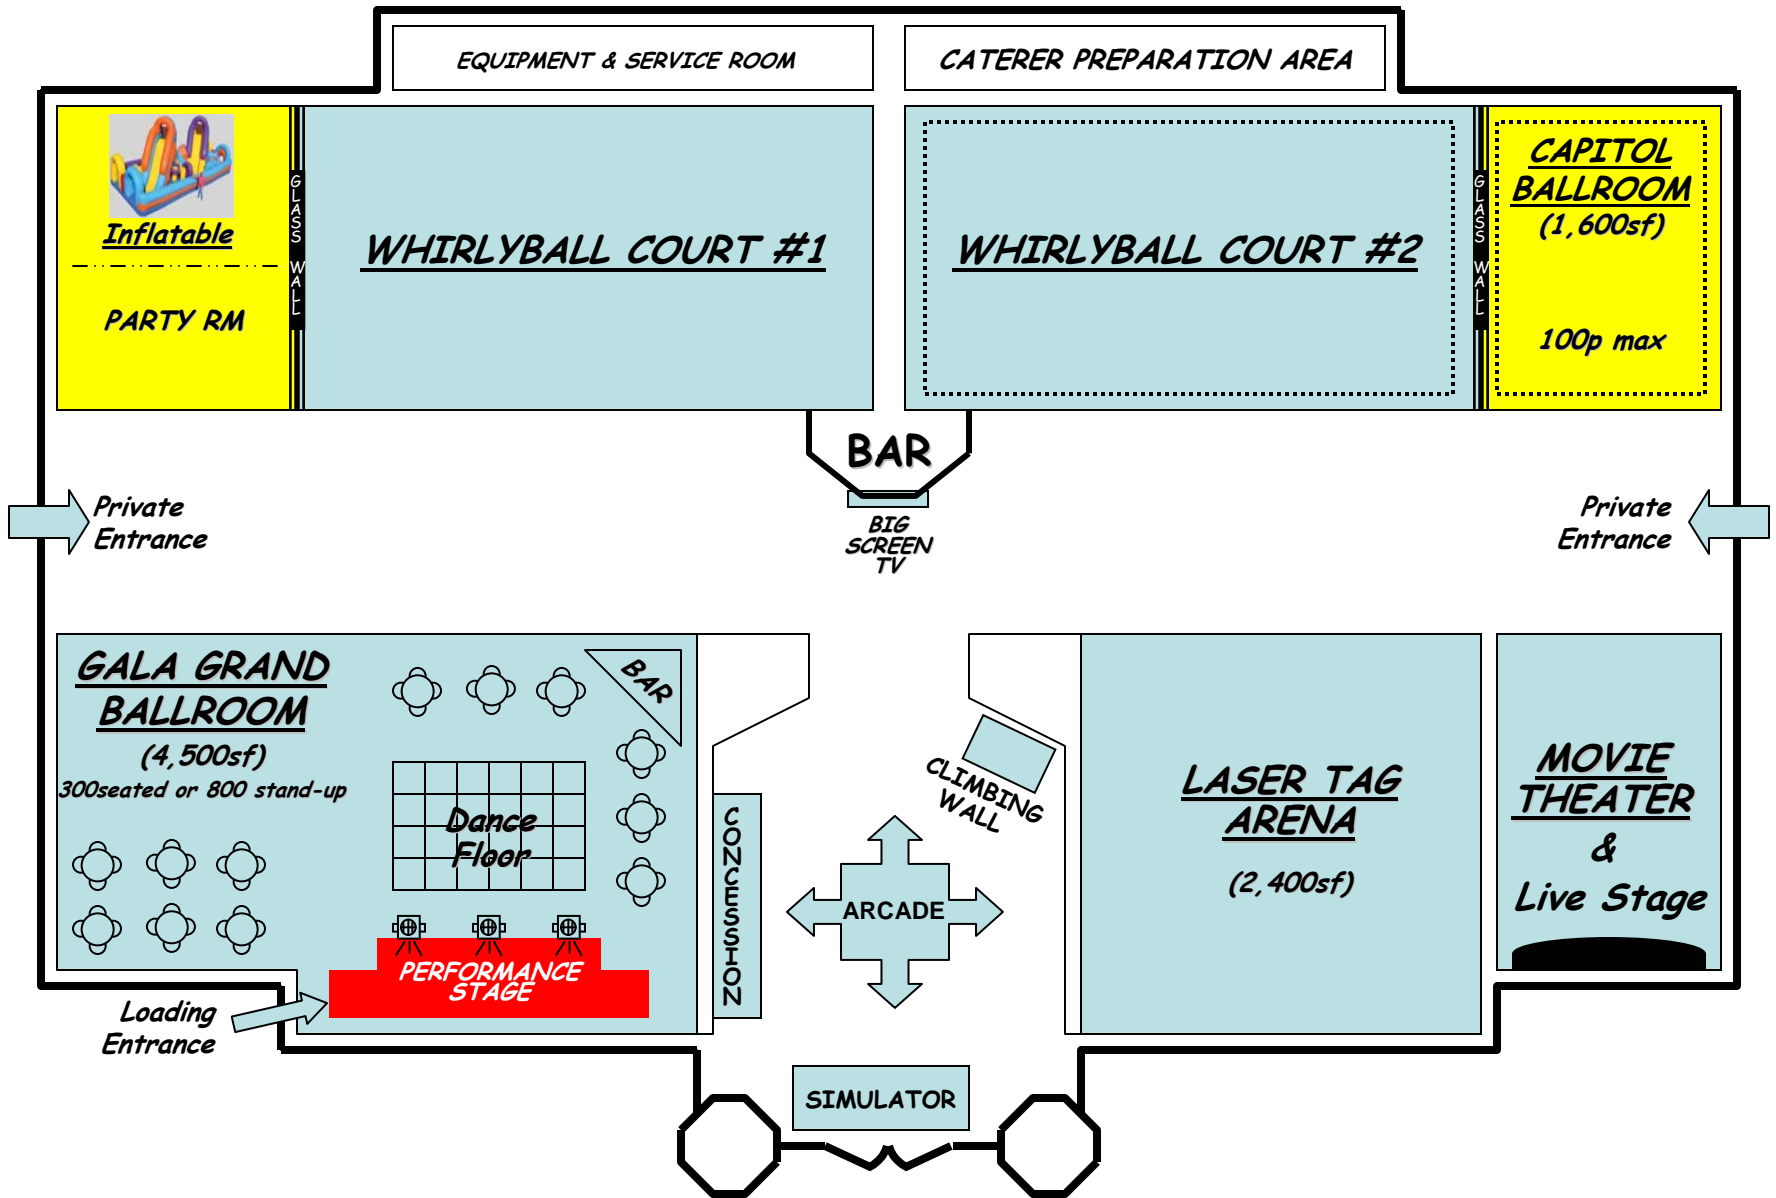 EQUIPMENT & SERVICE ROOM
CATERER PREPARATION AREA
Inflatable
PARTY RM
GLASS WALL
WHIRLYBALL COURT #1
WHIRLYBALL COURT #2
GLASS WALL
CAPITOL
BALLROOM
(1,600sf)
100p max
BAR
BIG
SCREEN
TV
Private
Entrance
Private
Entrance
GALA GRAND
BALLROOM
(4,500sf)
300seated or 800 stand-up
BAR
Dance
Floor
PERFORMANCE
STAGE
Loading
Entrance
CONCESSION
CLIMBING
WALL
ARCADE
SIMULATOR
LASER TAG
ARENA
(2,400sf)
MOVIE
THEATER
&
Live Stage